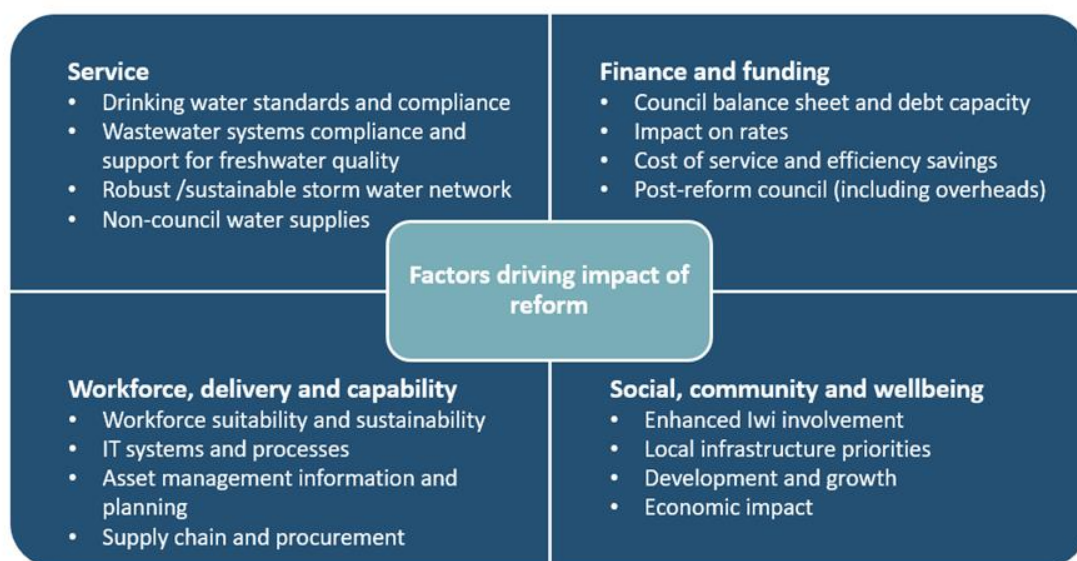 Service
• Drinking water standards and compliance
• Wastewater systems compliance and
support for freshwater quality
• Robust /sustainable storm water network
• Non-council water supplies
Finance and funding
• Council balance sheet and debt capacity
• Impact on rates
• Cost of service and efficiency savings
• Post-reform council (including overheads)
Factors driving impact of
reform
Workforce, delivery and capability
• Workforce suitability and sustainability
• IT systems and processes
• Asset management information and
planning
• Supply chain and procurement
Social, community and wellbeing
• Enhanced Iwi involvement
• Local infrastructure priorities
• Development and growth
• Economic impact